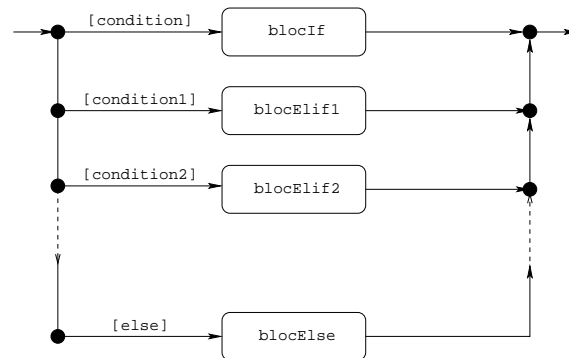 [condition]
blocIf
[condition1]
blocElif1
[condition2]
blocElif2
[else]
blocElse